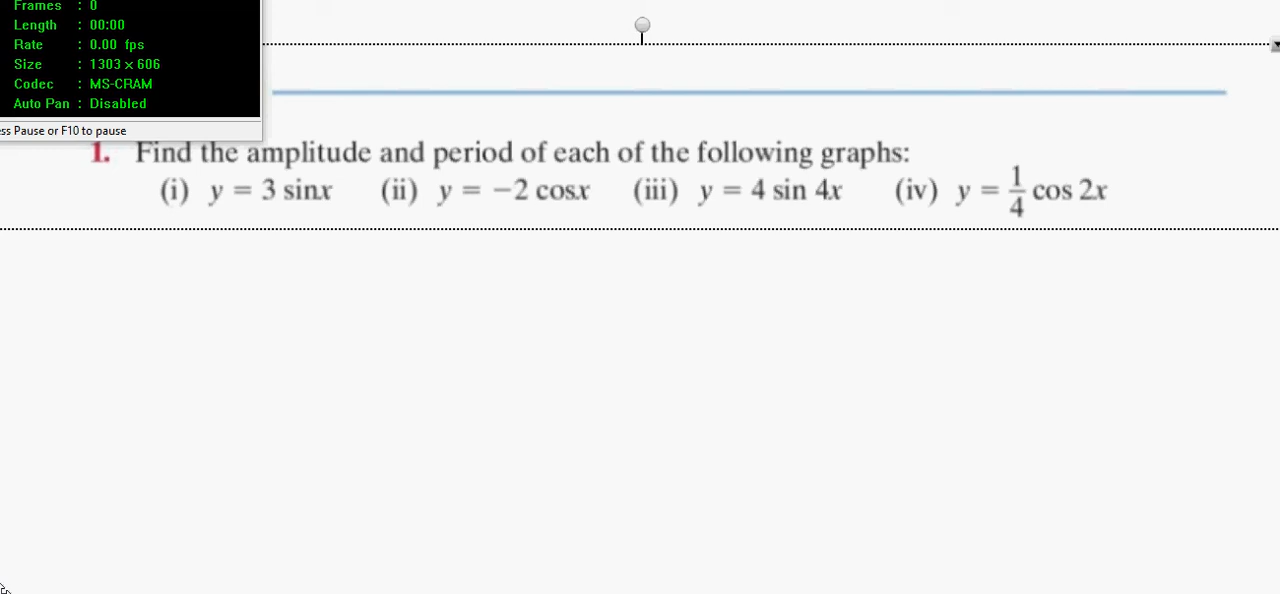 Frames : 0
Length : 00:00
Rate : 0.00 fps
Size : 1303 x 606
Codec : MS-CRAM
Auto Pan : Disabled
ss Pause or F10 to pause
1. Find the amplitude and period of each of the following graphs:
(i) y = 3 sinx (ii) y = −2 cosx (iii) y = 4 sin 4x (iv) y = 1/4 cos 2x